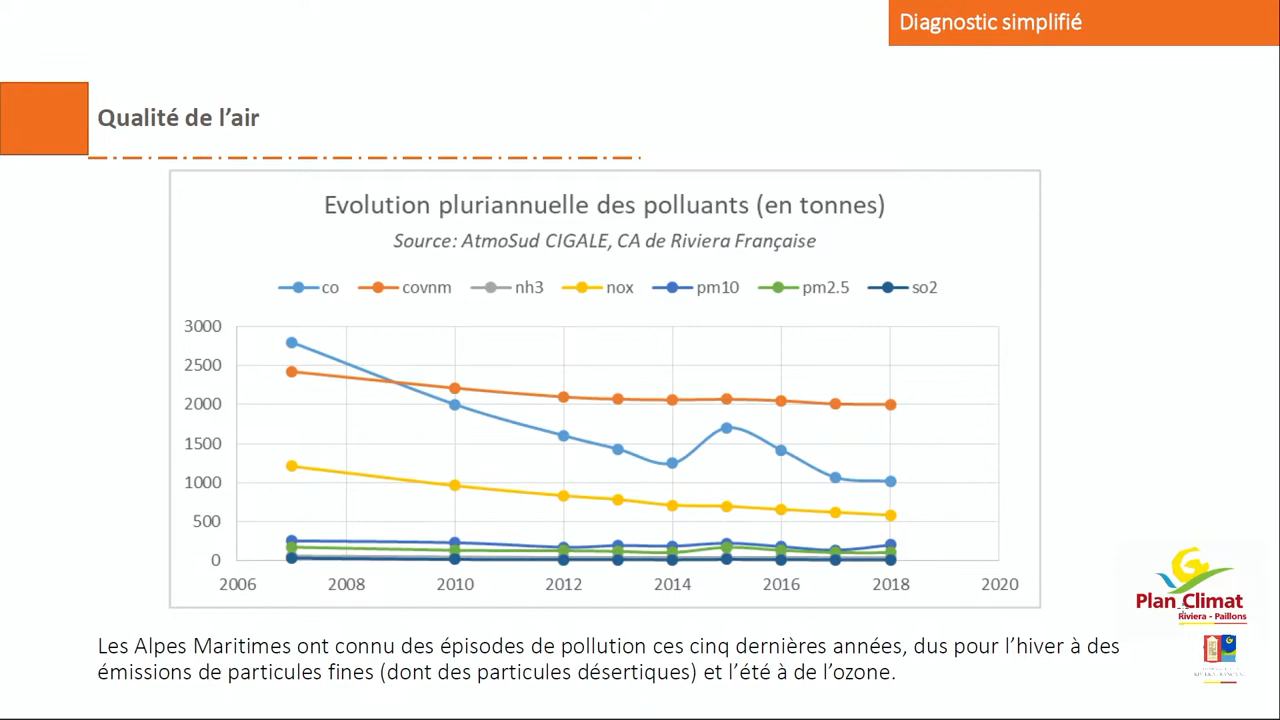 Diagnostic simplifié
Qualité de l'air
Evolution pluriannuelle des polluants (en tonnes)
Source: AtmoSud CIGALE, CA de Riviera Française
co covnm nh3 nox pm10 pm2.5 so2
3000
2500
2000
1500
1000
500
0
2006 2008 2010 2012 2014 2016 2018 2020
Plan Climat
Riviera - Paillons
Les Alpes Maritimes ont connu des épisodes de pollution ces cinq dernières années, dus pour l'hiver à des
émissions de particules fines (dont des particules désertiques) et l'été à de l'ozone.